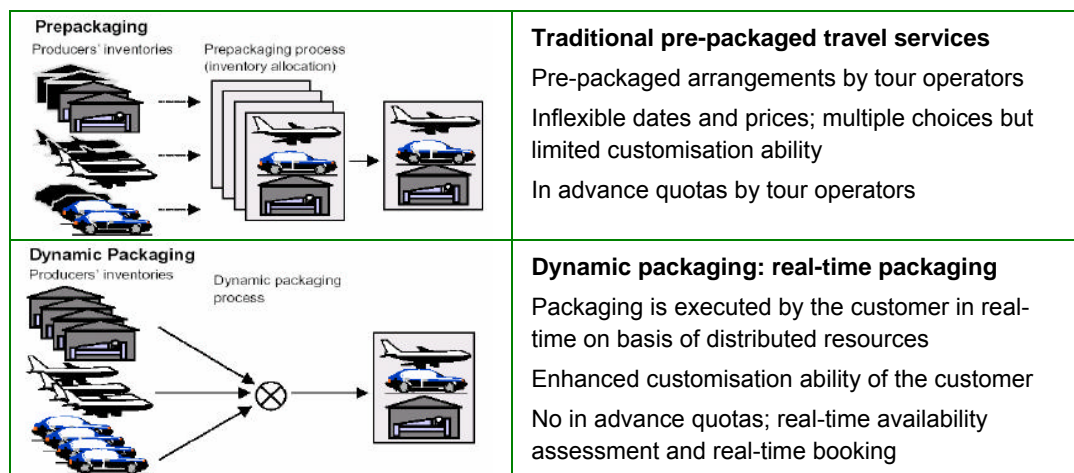 Prepackaging
Producers' inventories
Prepackaging process
(inventory allocation)
Traditional pre-packaged travel services
Pre-packaged arrangements by tour operators
Inflexible dates and prices; multiple choices but
limited customisation ability
In advance quotas by tour operators
Dynamic Packaging
Producers' inventories
Dynamic packaging
process
Dynamic packaging: real-time packaging
Packaging is executed by the customer in real-
time on basis of distributed resources
Enhanced customisation ability of the customer
No in advance quotas; real-time availability
assessment and real-time booking